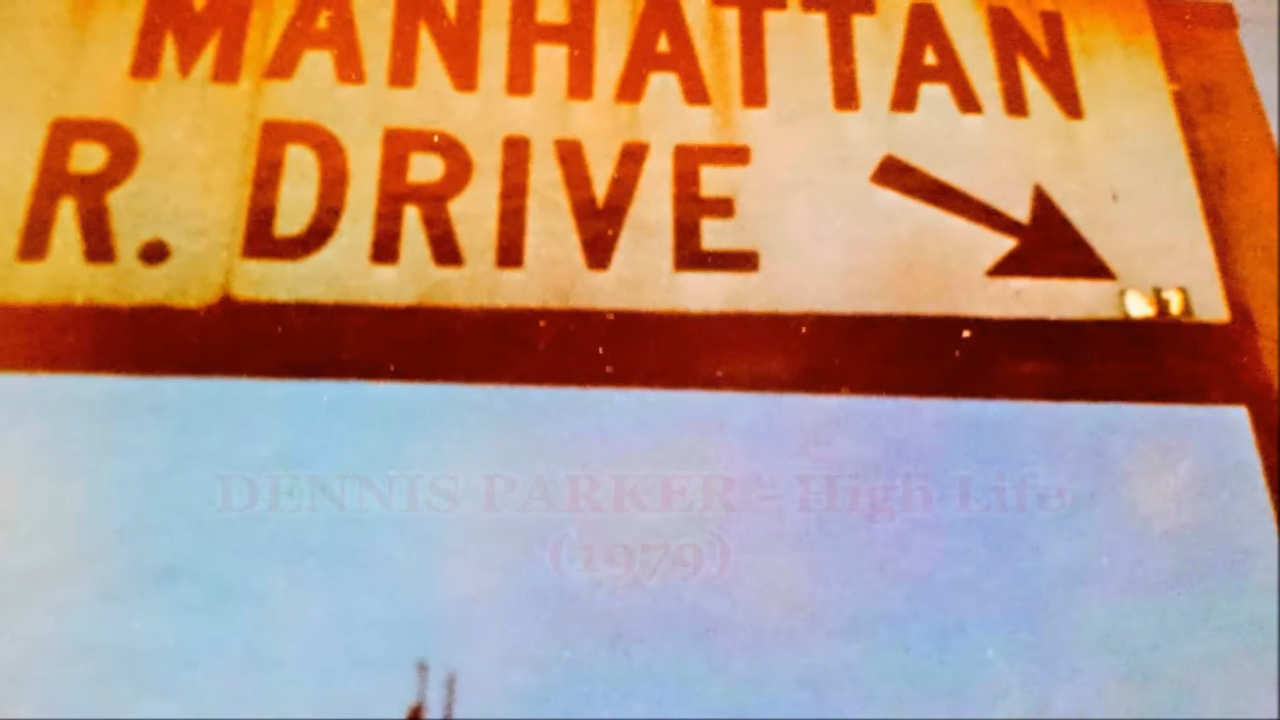 MANHATTAN
R. DRIVE
DENNIS PARKER - High Life
(1979)